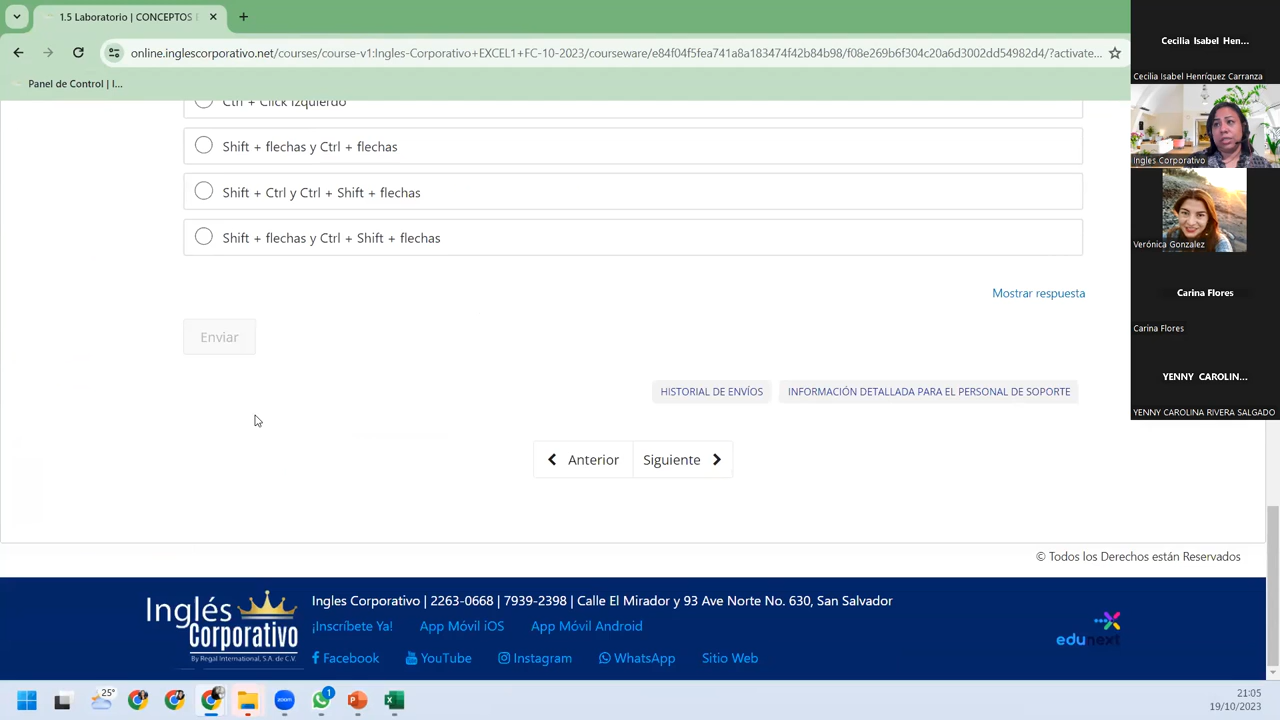 1.5 Laboratorio | CONCEPTOS
online.inglescorporativo.net/courses/course-v1:Ingles-Corporativo+EXCEL1+FC-10-2023/courseware/e84f04f5fea741a8a183474f42b84b98/f08e269b6f304c20a6d3002dd54982d4/?activate...
Panel de Control | I...
Ctrl + Click Izquierdo
Shift + flechas y Ctrl + flechas
Shift + Ctrl y Ctrl + Shift + flechas
Shift + flechas y Ctrl + Shift + flechas
Mostrar respuesta
Enviar
HISTORIAL DE ENVÍOS
INFORMACIÓN DETALLADA PARA EL PERSONAL DE SOPORTE
Anterior
Siguiente
© Todos los Derechos están Reservados
Inglés
Corporativo
By Regal International, S.A. de C.V.
Ingles Corporativo | 2263-0668 | 7939-2398 | Calle El Mirador y 93 Ave Norte No. 630, San Salvador
¡Inscríbete Ya!
App Móvil iOS
App Móvil Android
Facebook
YouTube
Instagram
WhatsApp
Sitio Web
edunext
Cecilia Isabel Hen...
Cecilia Isabel Henríquez Carranza
Ingles Corporativo
Verónica Gonzalez
Carina Flores
Carina Flores
YENNY CAROLIN...
YENNY CAROLINA RIVERA SALGADO
25°
zoom
1
21:05
19/10/2023